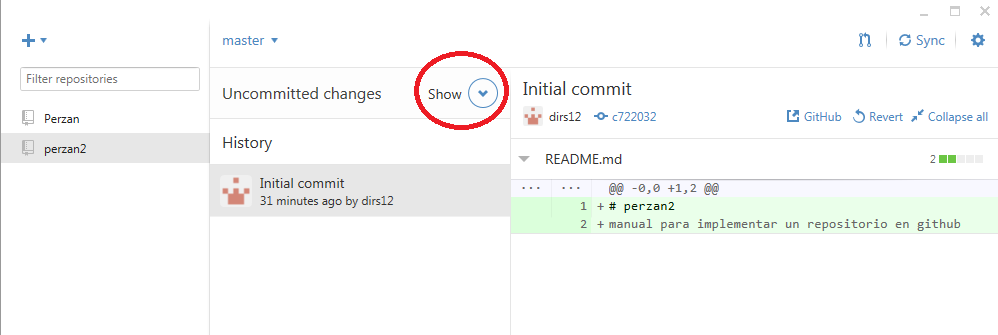 master
Sync
Filter repositories
Perzan
perzan2
Uncommitted changes Show
History
Initial commit
31 minutes ago by dirs12
Initial commit
dirs12 c722032 GitHub Revert Collapse all
README.md 2
... ... @@ -0,0 +1,2 @@
1 + # perzan2
2 + manual para implementar un repositorio en github